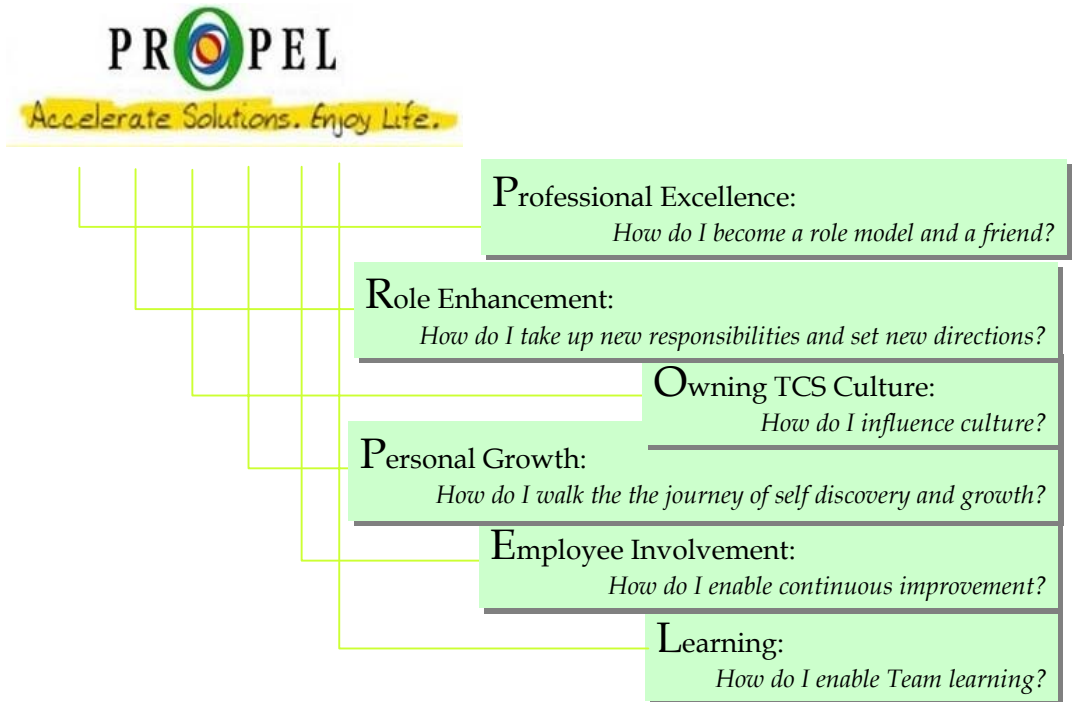 PROPEL
Accelerate Solutions. Enjoy Life.
Professional Excellence:
How do I become a role model and a friend?
Role Enhancement:
How do I take up new responsibilities and set new directions?
Owning TCS Culture:
How do I influence culture?
Personal Growth:
How do I walk the the journey of self discovery and growth?
Employee Involvement:
How do I enable continuous improvement?
Learning:
How do I enable Team learning?